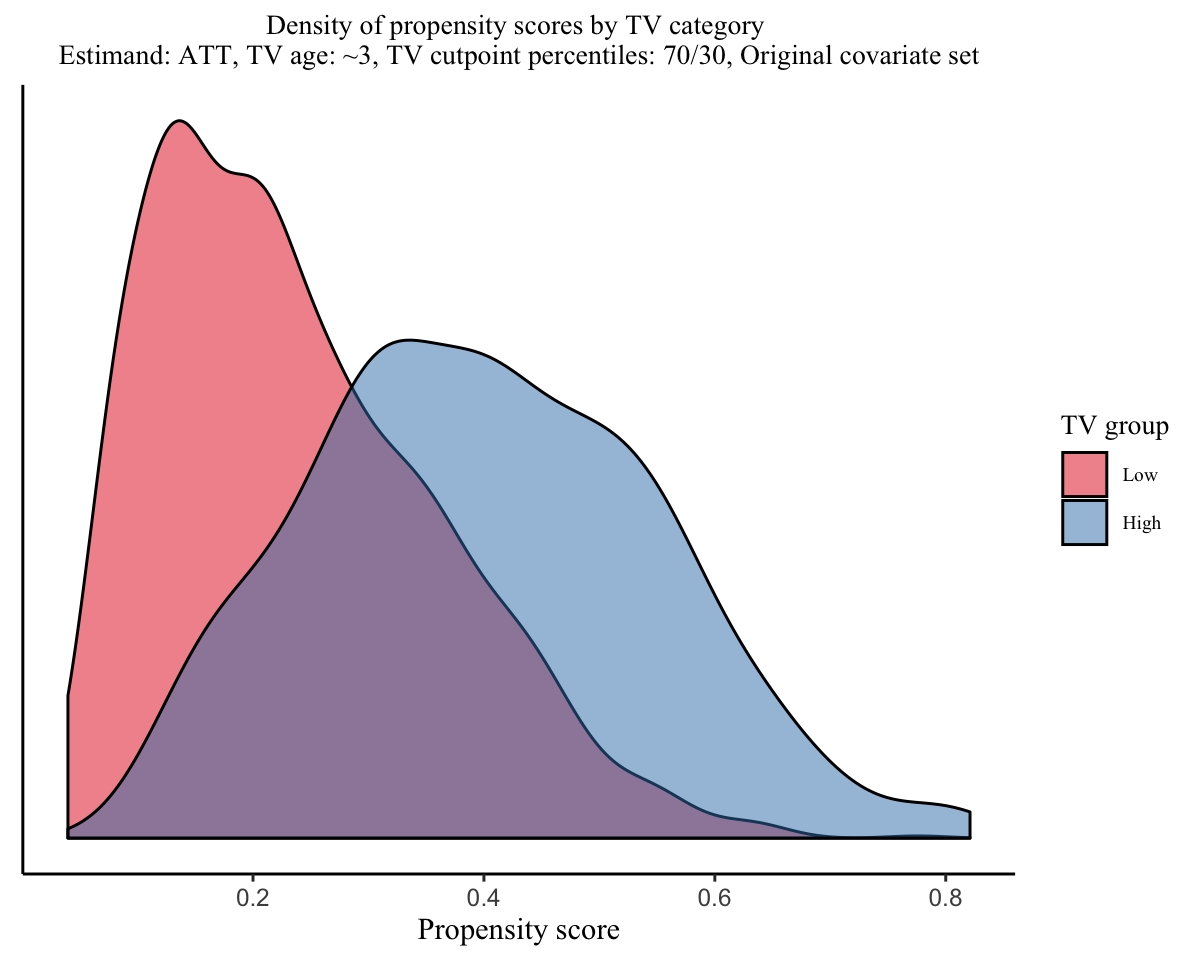 Density of propensity scores by TV category
Estimand: ATT, TV age: ~3, TV cutpoint percentiles: 70/30, Original covariate set
TV group
Low
High
0.2 0.4 0.6 0.8
Propensity score